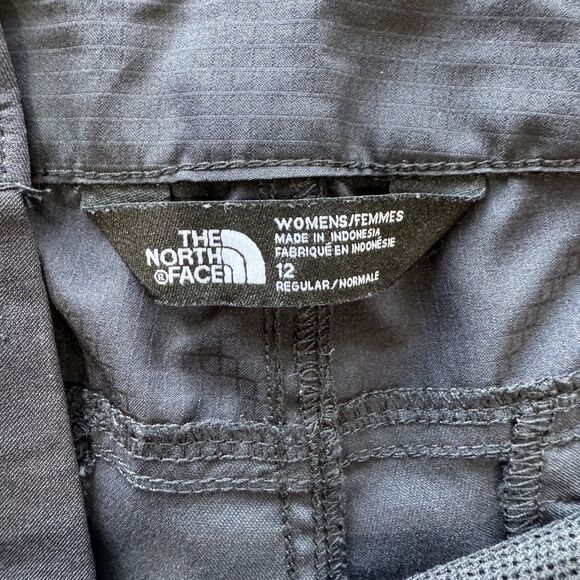 THE
NORTH
FACE®
WOMENS/FEMMES
MADE IN INDONESIA
FABRIQUÉ EN INDONÉSIE
12
REGULAR/NORMALE